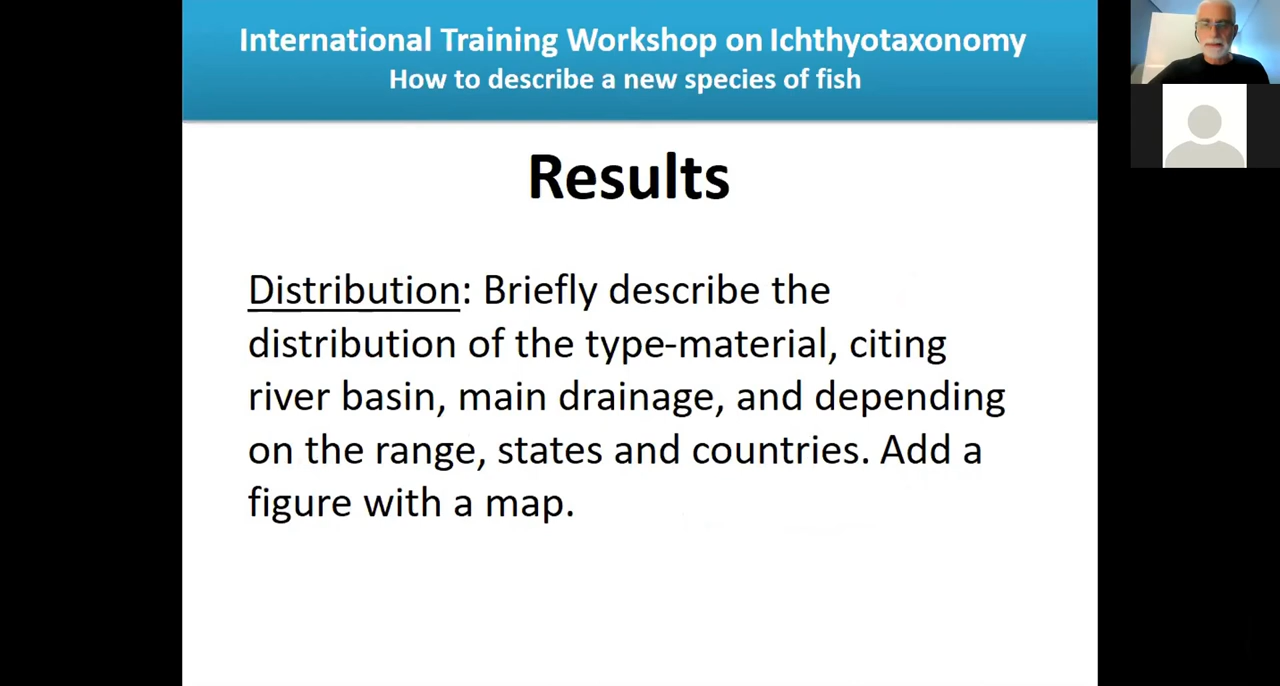 International Training Workshop on Ichthyotaxonomy
How to describe a new species of fish
Results
Distribution: Briefly describe the
distribution of the type-material, citing
river basin, main drainage, and depending
on the range, states and countries. Add a
figure with a map.